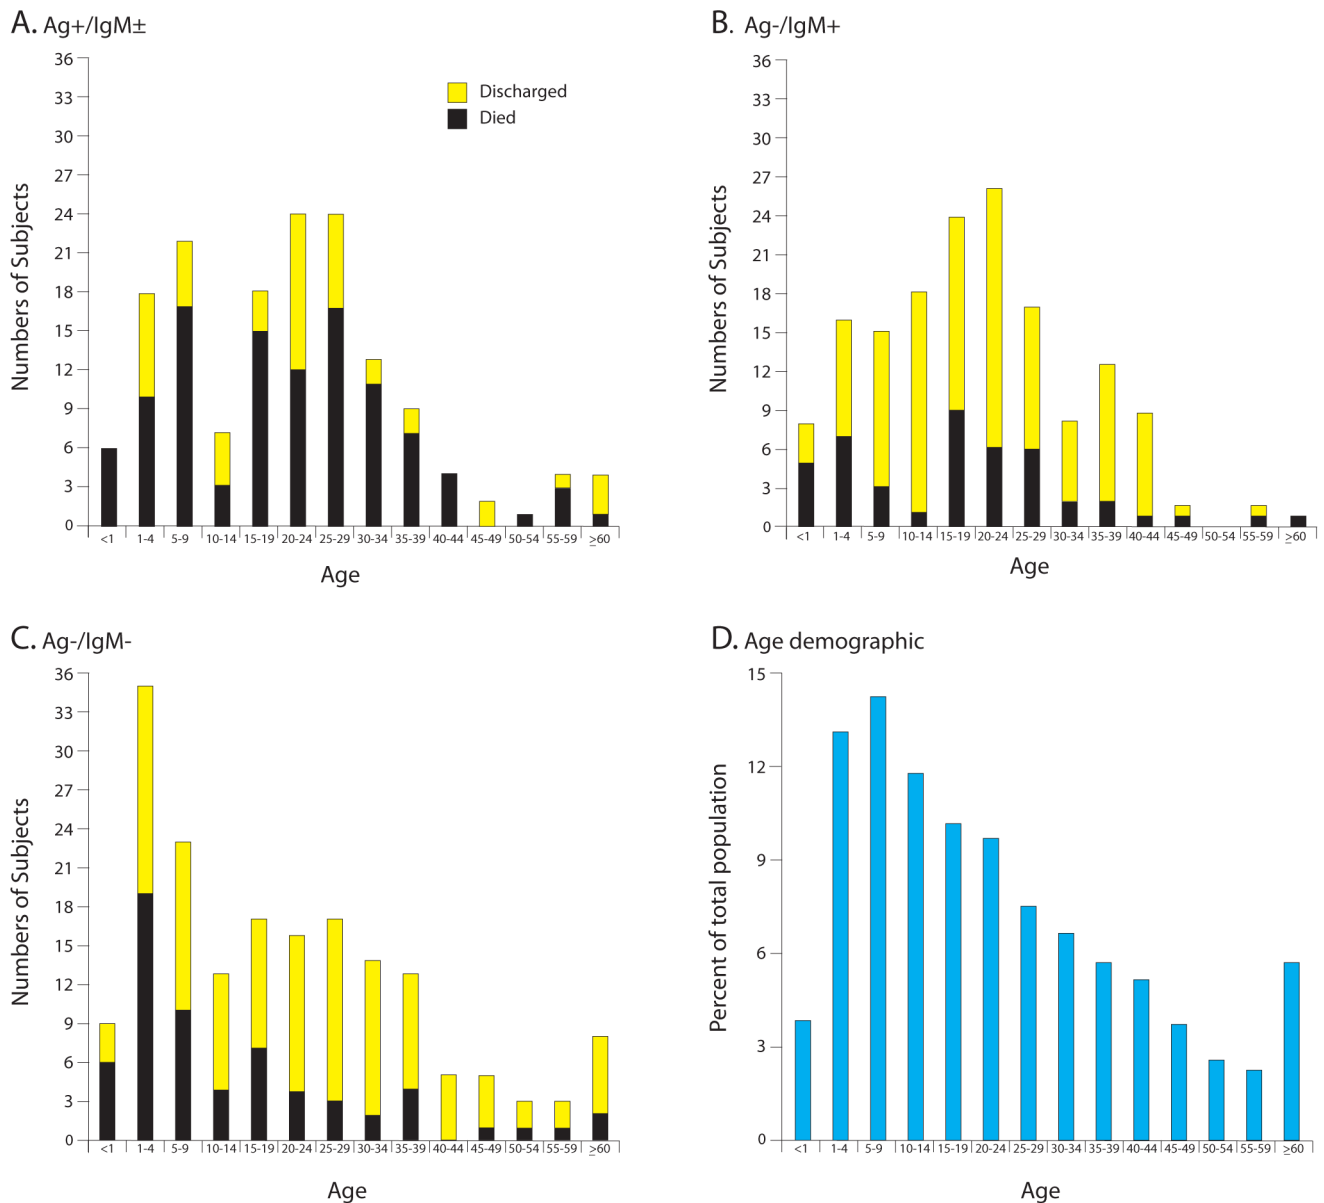 A. Ag+/IgM±
36
33
30
27
24
21
18
15
12
9
6
3
0
Numbers of Subjects
Discharged
Died
<1 1-4 5-9 10-14 15-19 20-24 25-29 30-34 35-39 40-44 45-49 50-54 55-59 ≥60
Age
B. Ag-/IgM+
36
33
30
27
24
21
18
15
12
9
6
3
0
Numbers of Subjects
<1 1-4 5-9 10-14 15-19 20-24 25-29 30-34 35-39 40-44 45-49 50-54 55-59 ≥60
Age
C. Ag-/IgM-
36
33
30
27
24
21
18
15
12
9
6
3
0
Numbers of Subjects
<1 1-4 5-9 10-14 15-19 20-24 25-29 30-34 35-39 40-44 45-49 50-54 55-59 ≥60
Age
D. Age demographic
15
12
9
6
3
0
Percent of total population
<1 1-4 5-9 10-14 15-19 20-24 25-29 30-34 35-39 40-44 45-49 50-54 55-59 ≥60
Age